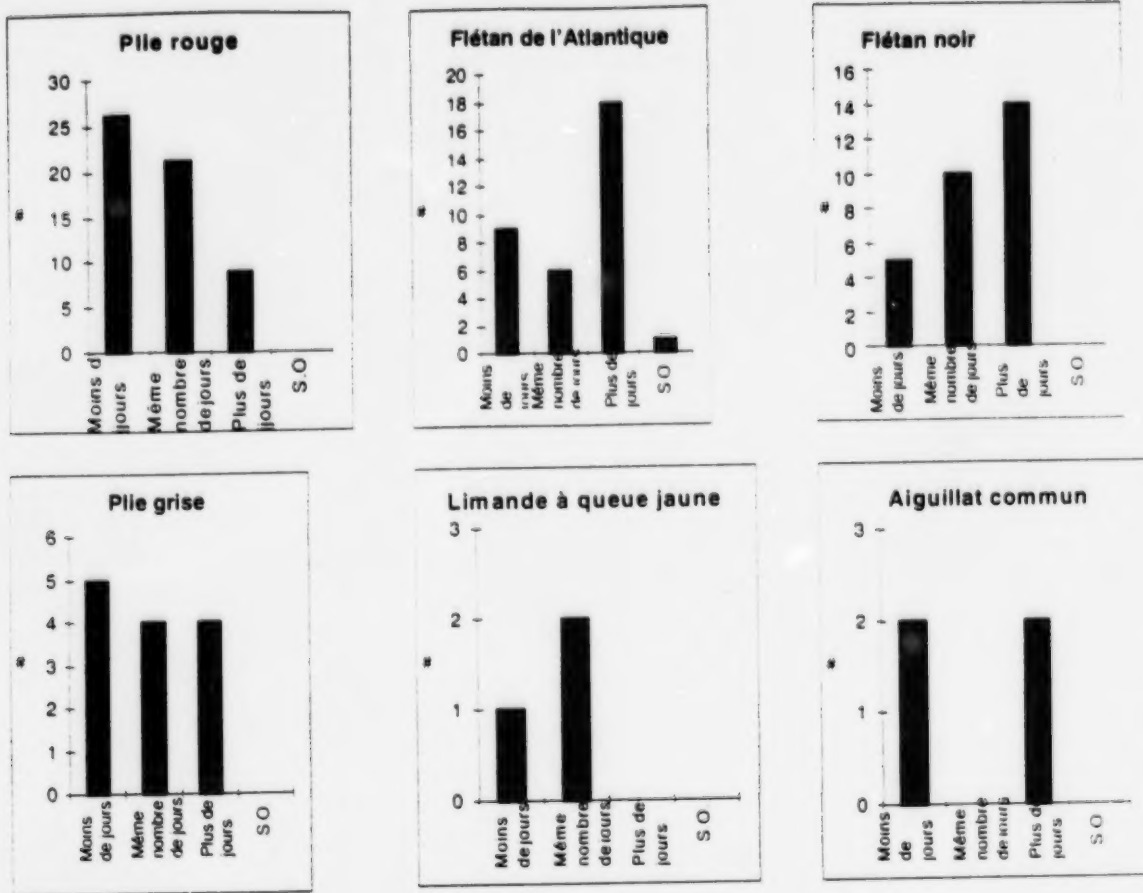 Plie rouge
30
25
20
15
10
5
0
Moins d
jjours
Même
nombre
de jours
Plus de
jjours
S.O
Flétan de l'Atlantique
20
18
16
14
12
10
8
6
4
2
0
Moins
de
jours
Même
nombre
de jours
Plus de
jours
S O
Flétan noir
16
14
12
10
8
6
4
2
0
Moins
de jours
Même
nombre
de jours
Plus
de
jours
S O
Plie grise
6
5
4
3
2
1
0
Moins
de jours
Même
nombre
de jours
Plus de
jours
S O
Limande à queue jaune
3
2
1
0
Moins
de jours
Même
nombre
de jours
Plus de
jours
S O
Aiguillat commun
3
2
1
0
Moins
de
jours
Même
nombre
de jours
Plus d
jours
S O